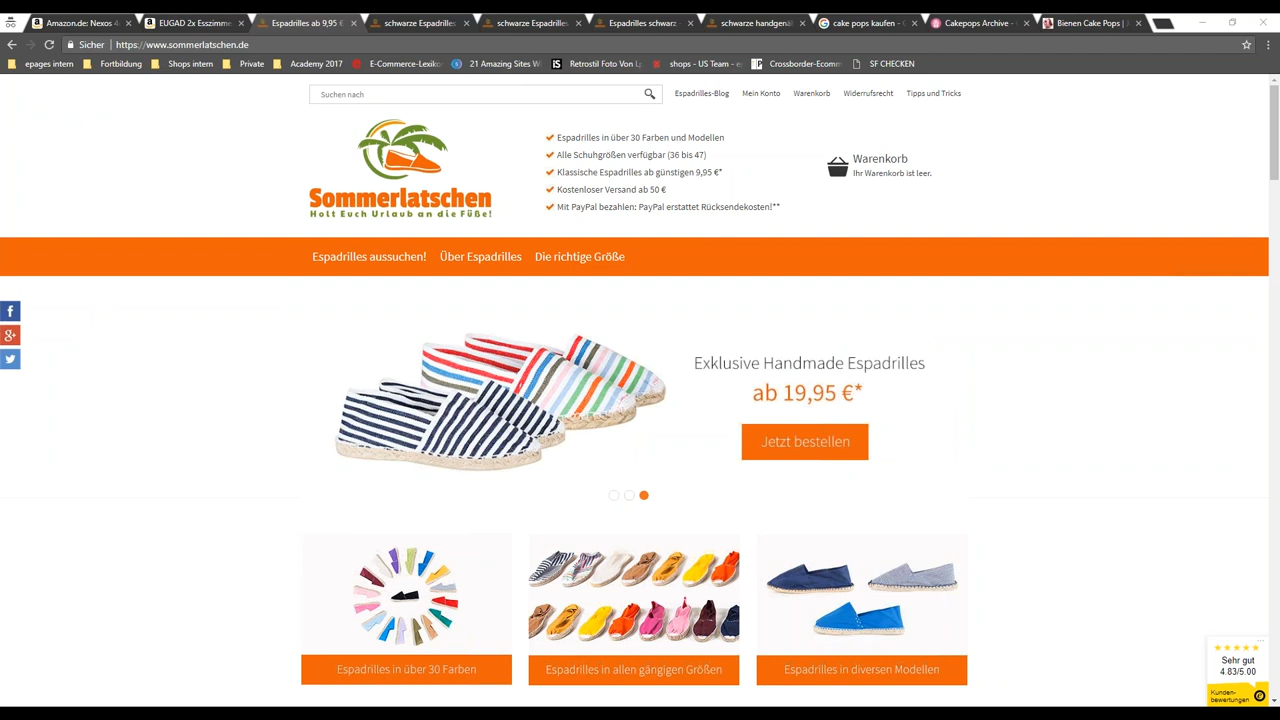 Amazon.de: Nexos 4
EUGAD 2x Esszimme
Espadrilles ab 9,95 €
schwarze Espadrilles
schwarze Espadrilles
Espadrilles schwarz -
schwarze handgenä
cake pops kaufen - G
Cakepops Archive -
Bienen Cake Pops |
Sicher | https://www.sommerlatschen.de
epages intern
Fortbildung
Shops intern
Private
Academy 2017
E-Commerce-Lexiko
21 Amazing Sites Wi
Retrostil Foto Von L
shops - US Team - e
Crossborder-Ecomm
SF CHECKEN
Suchen nach
Espadrilles-Blog
Mein Konto
Warenkorb
Widerrufsrecht
Tipps und Tricks
Sommerlatschen
Holt Euch Urlaub an die Füße!
Espadrilles in über 30 Farben und Modellen
Alle Schuhgrößen verfügbar (36 bis 47)
Klassische Espadrilles ab günstigen 9,95 €*
Kostenloser Versand ab 50 €
Mit PayPal bezahlen: PayPal erstattet Rücksendekosten!**
Warenkorb
Ihr Warenkorb ist leer.
Espadrilles aussuchen!
Über Espadrilles
Die richtige Größe
Exklusive Handmade Espadrilles
ab 19,95 €*
Jetzt bestellen
Espadrilles in über 30 Farben
Espadrilles in allen gängigen Größen
Espadrilles in diversen Modellen
Sehr gut
4.83/5.00
Kunden-
bewertungen